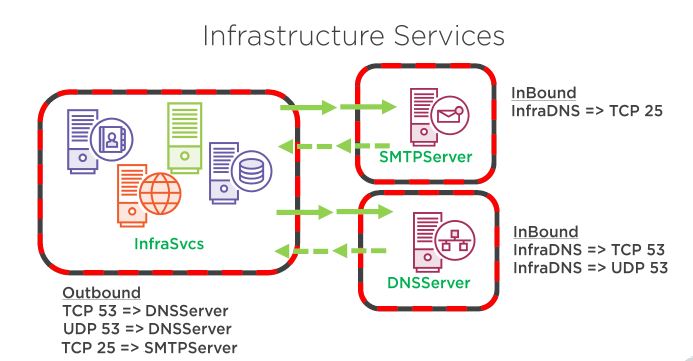 Infrastructure Services
InBound
InfraDNS => TCP 25
SMTPServer
InfraSvcs
InBound
InfraDNS => TCP 53
InfraDNS => UDP 53
DNSServer
Outbound
TCP 53 => DNSServer
UDP 53 => DNSServer
TCP 25 => SMTPServer